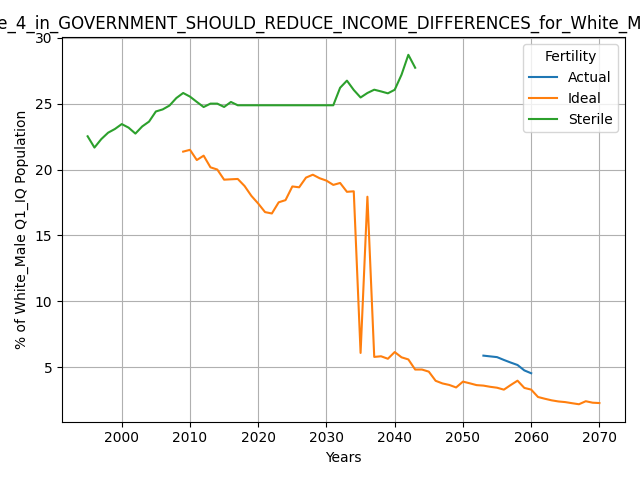 e_4_in_GOVERNMENT_SHOULD_REDUCE_INCOME_DIFFERENCES_for_White_M
30
25
20
15
10
5
% of White_Male Q1_IQ Population
Fertility
Actual
Ideal
Sterile
2000 2010 2020 2030 2040 2050 2060 2070
Years